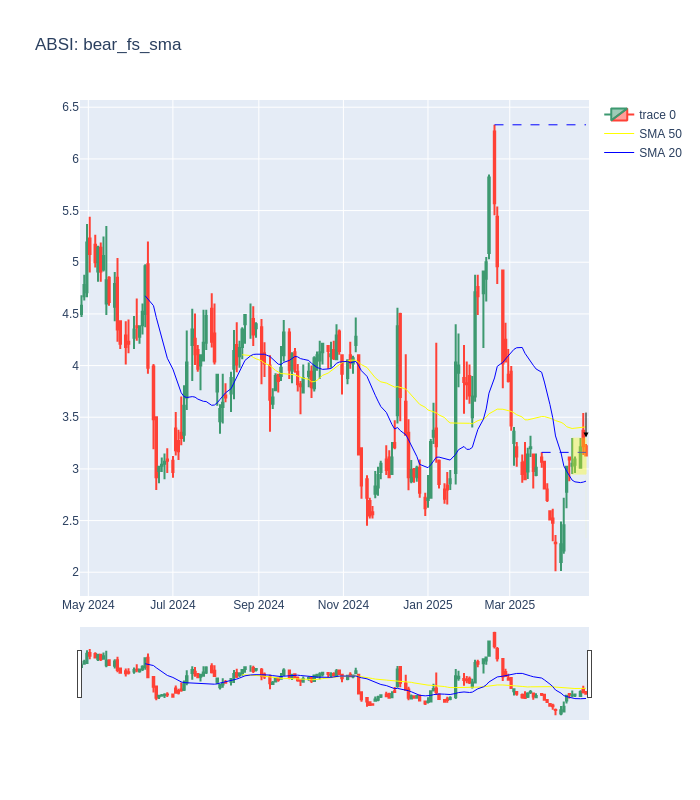 ABSI: bear_fs_sma
6.5
6
5.5
5
4.5
4
3.5
3
2.5
2
May 2024
Jul 2024
Sep 2024
Nov 2024
Jan 2025
Mar 2025
trace 0
SMA 50
SMA 20